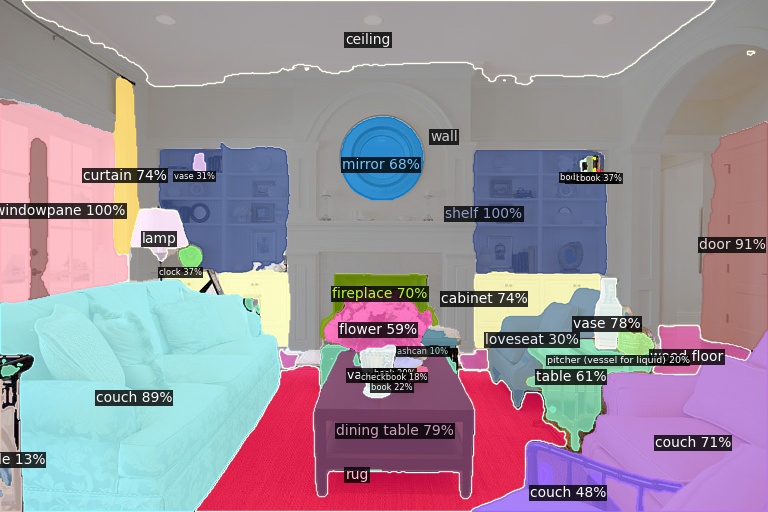 ceiling
wall
mirror 68%
curtain 74%
vase 31%
book 37%
windowpane 100%
shelf 100%
lamp
door 91%
clock 37%
fireplace 70%
cabinet 74%
flower 59%
vase 78%
loveseat 30%
ashcan 10%
floor
pitcher (vessel for liquid) 20%
checkbook 18%
table 61%
book 22%
couch 89%
dining table 79%
couch 71%
le 13%
rug
couch 48%